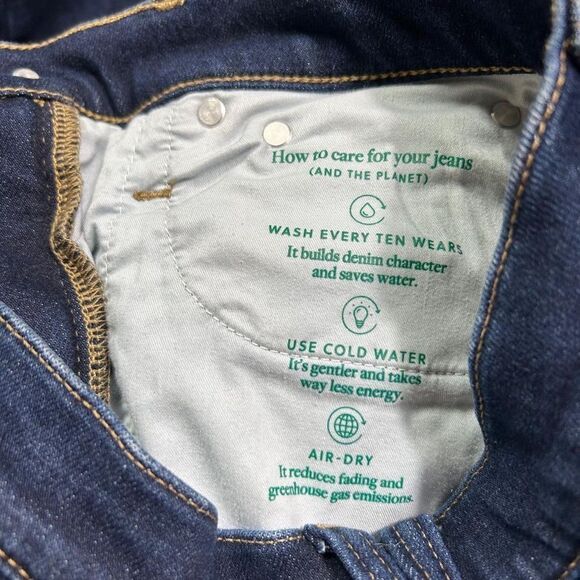 How to care for your jeans
(AND THE PLANET)
WASH EVERY TEN WEARS
It builds denim character
and saves water.
USE COLD WATER
It's gentler and takes
way less energy.
AIR-DRY
It reduces fading and
greenhouse gas emissions.